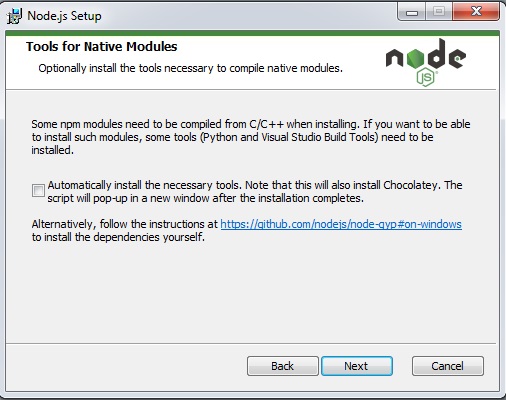 Node.js Setup
Tools for Native Modules
Optionally install the tools necessary to compile native modules.
node
JS
Some npm modules need to be compiled from C/C++ when installing. If you want to be able
to install such modules, some tools (Python and Visual Studio Build Tools) need to be
installed.
Automatically install the necessary tools. Note that this will also install Chocolatey. The
script will pop-up in a new window after the installation completes.
Alternatively, follow the instructions at https://github.com/nodejs/node-gyp#on-windows
to install the dependencies yourself.
Back
Next
Cancel